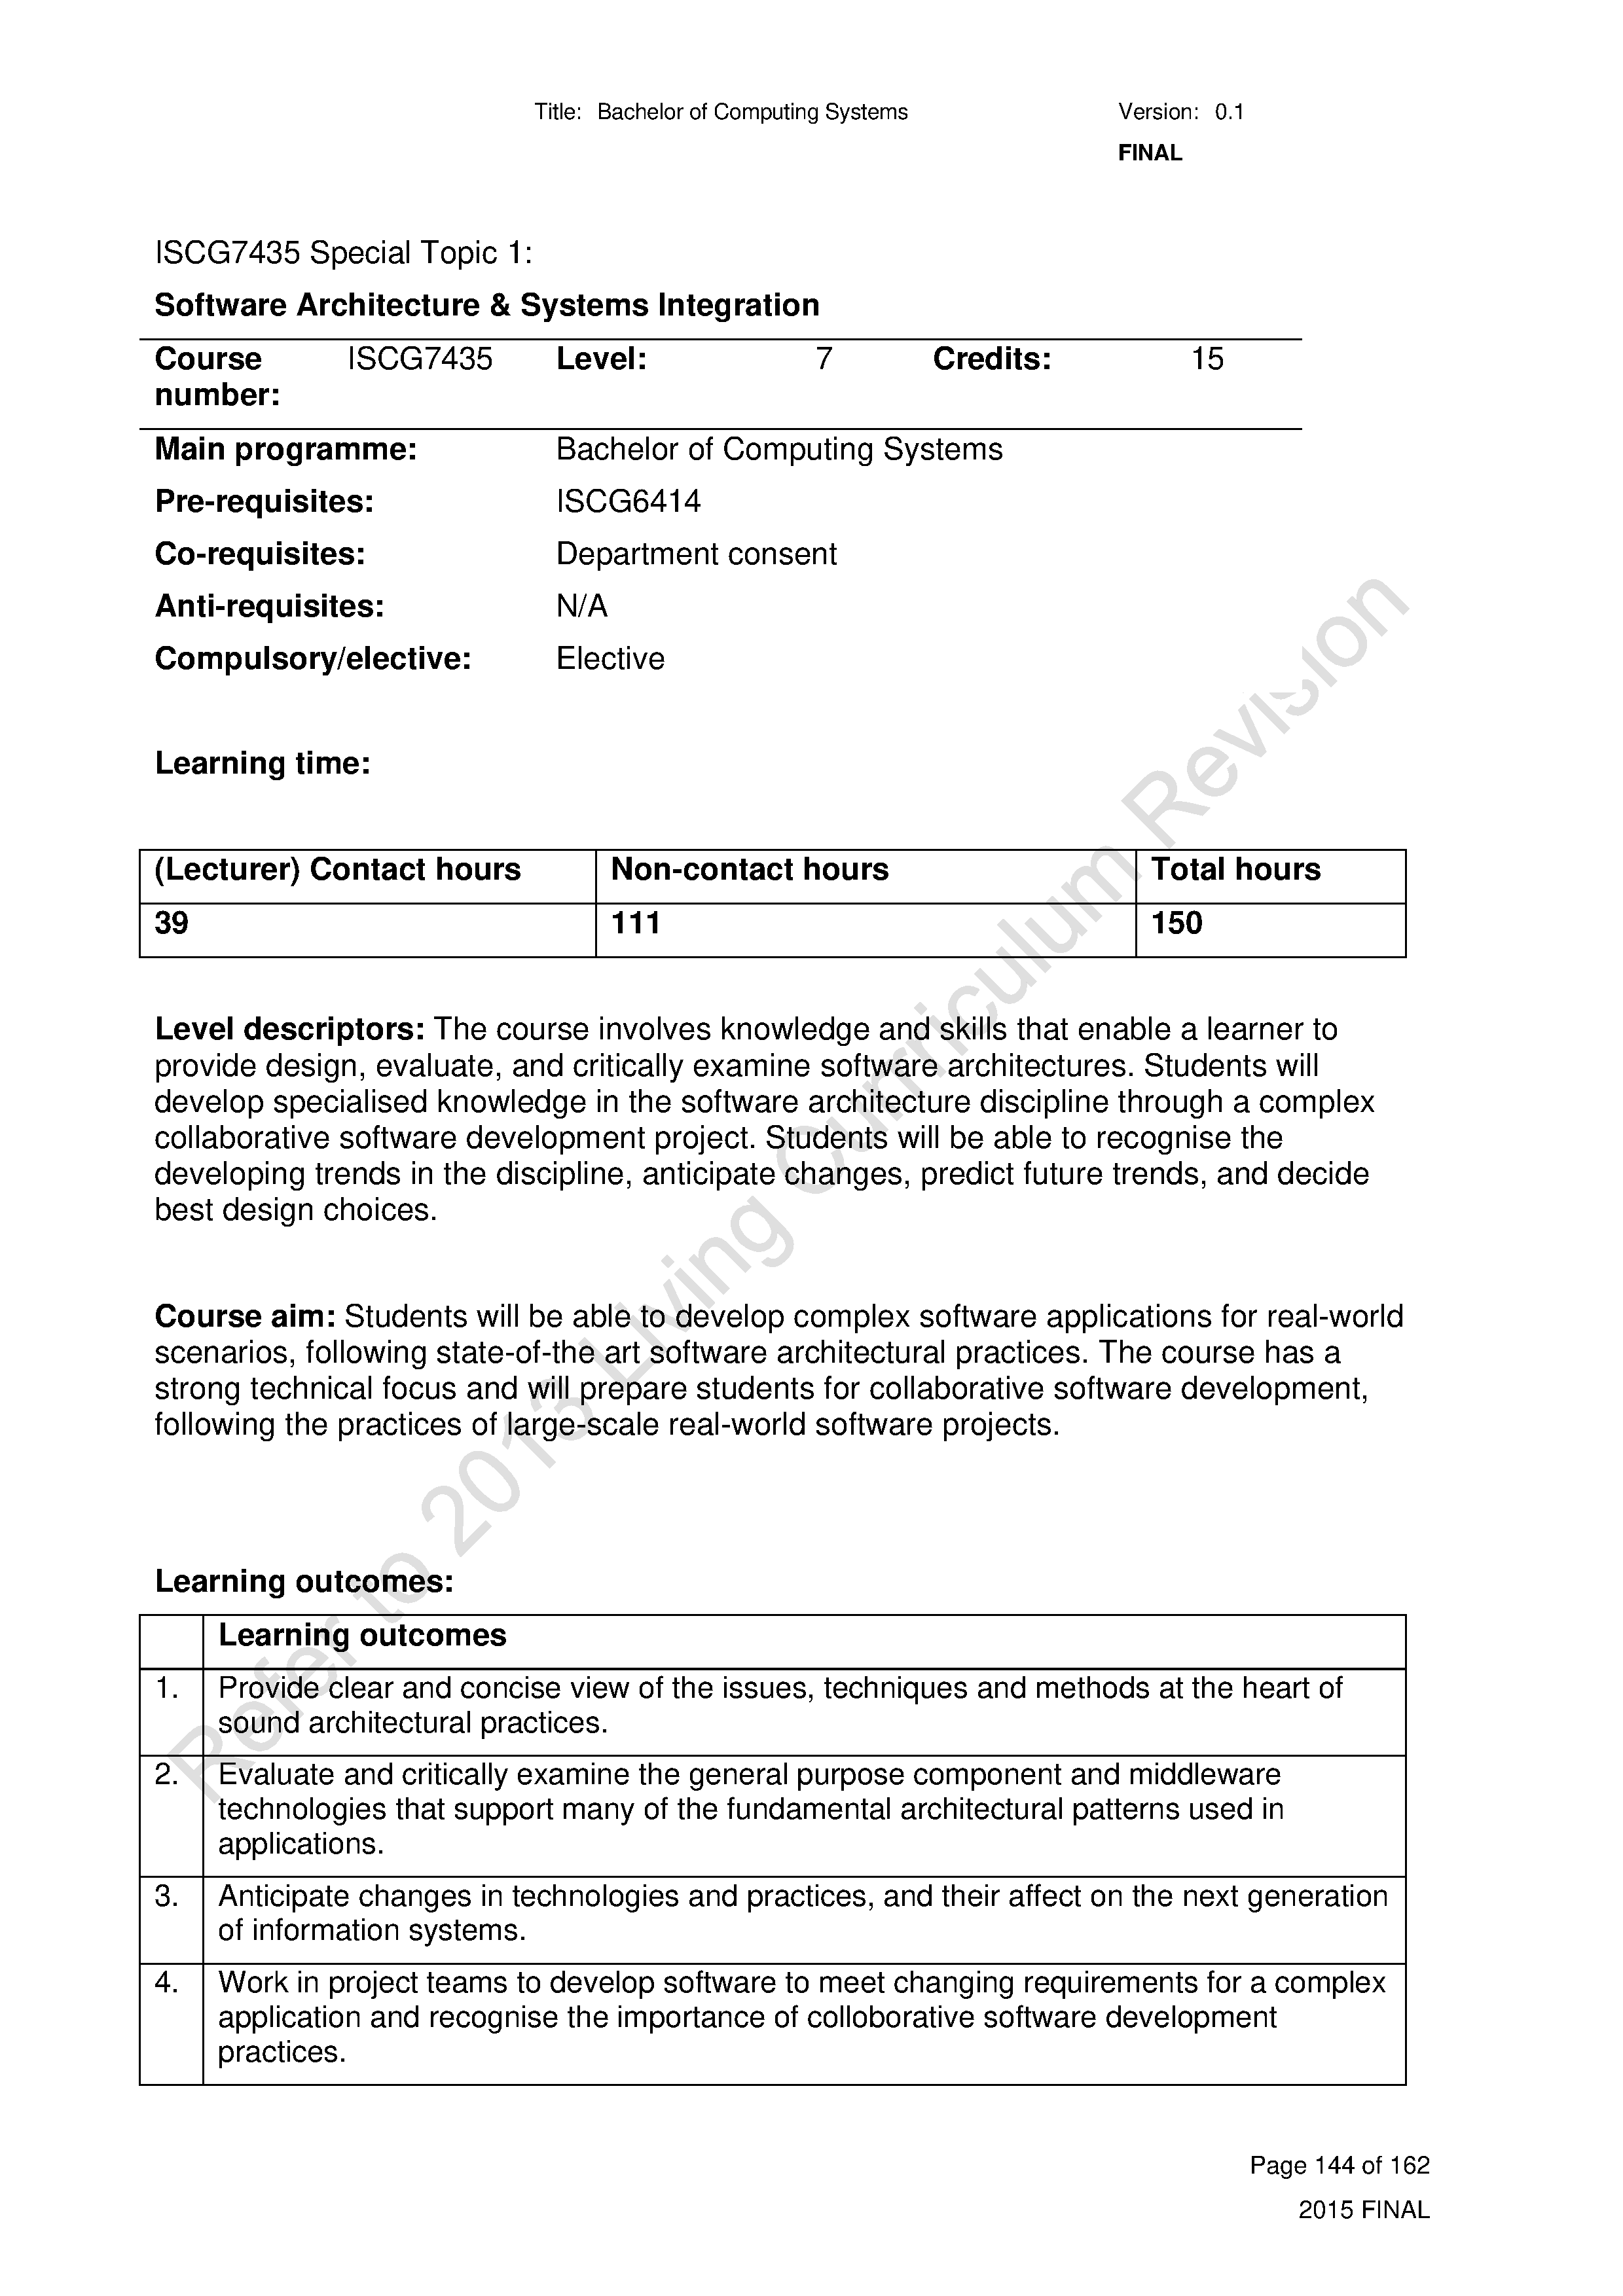 Title: Bachelor of Computing Systems Version: 0.1
FINAL
ISCG7435 Special Topic 1:
Software Architecture & Systems Integration
Course ISCG7435 Level: 7 Credits: 15
number:
Main programme: Bachelor of Computing Systems
Pre-requisites: ISCG6414
Co-requisites: Department consent
Anti-requisites: N/A
Compulsory/elective: Elective
Learning time:
(Lecturer) Contact hours Non-contact hours Total hours
39 111 150
Level descriptors: The course involves knowledge and skills that enable a learner to
provide design, evaluate, and critically examine software architectures. Students will
develop specialised knowledge in the software architecture discipline through a complex
collaborative software development project. Students will be able to recognise the
developing trends in the discipline, anticipate changes, predict future trends, and decide
best design choices.
Course aim: Students will be able to develop complex software applications for real-world
scenarios, following state-of-the art software architectural practices. The course has a
strong technical focus and will prepare students for collaborative software development,
following the practices of large-scale real-world software projects.
Learning outcomes:
Learning outcomes
1. Provide clear and concise view of the issues, techniques and methods at the heart of
sound architectural practices.
2. Evaluate and critically examine the general purpose component and middleware
technologies that support many of the fundamental architectural patterns used in
applications.
3. Anticipate changes in technologies and practices, and their affect on the next generation
of information systems.
4. Work in project teams to develop software to meet changing requirements for a complex
application and recognise the importance of colloborative software development
practices.
Refer to 2013 Living Curriculum Revision
Page 144 of 162
2015 FINAL